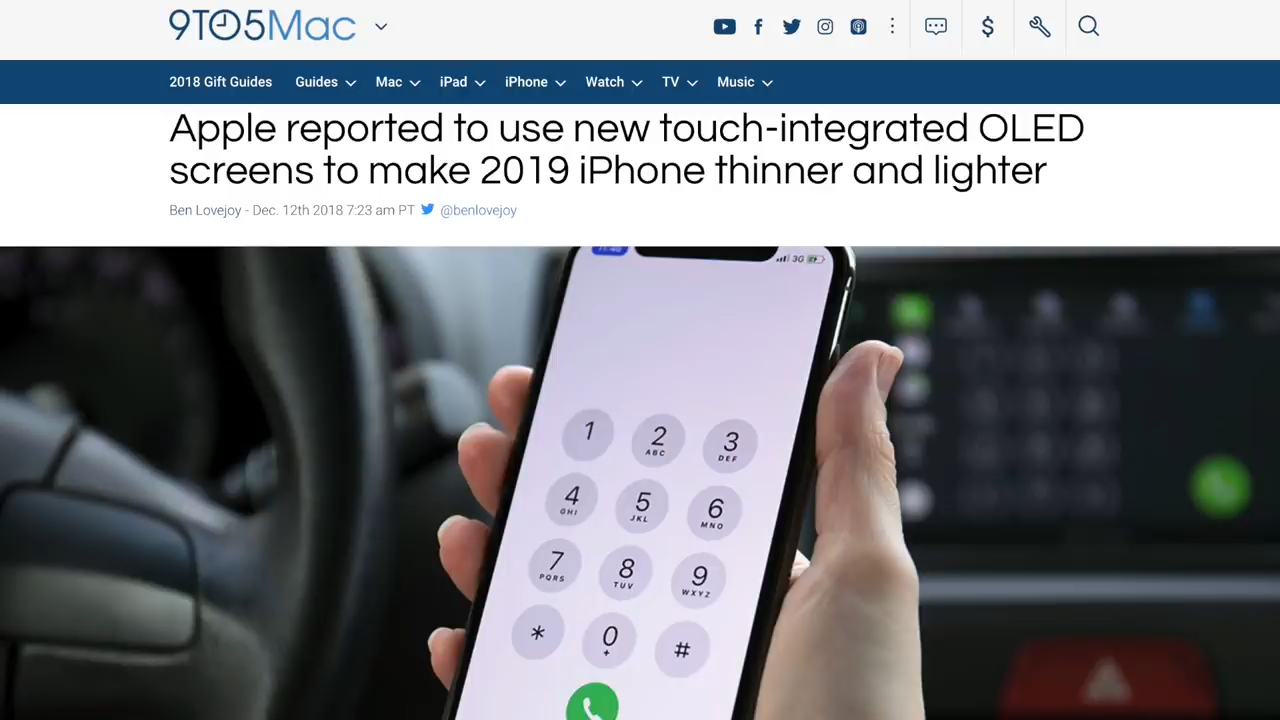 9TO5Mac
$
2018 Gift Guides Guides Mac iPad iPhone Watch TV Music
Apple reported to use new touch-integrated OLED
screens to make 2019 iPhone thinner and lighter
Ben Lovejoy - Dec. 12th 2018 7:23 am PT @benlovejoy
3G
1 2 3
ABC DEF
4 5 6
GHI JKL MNO
7 8 9
PQRS TUV WXYZ
* 0 #
+